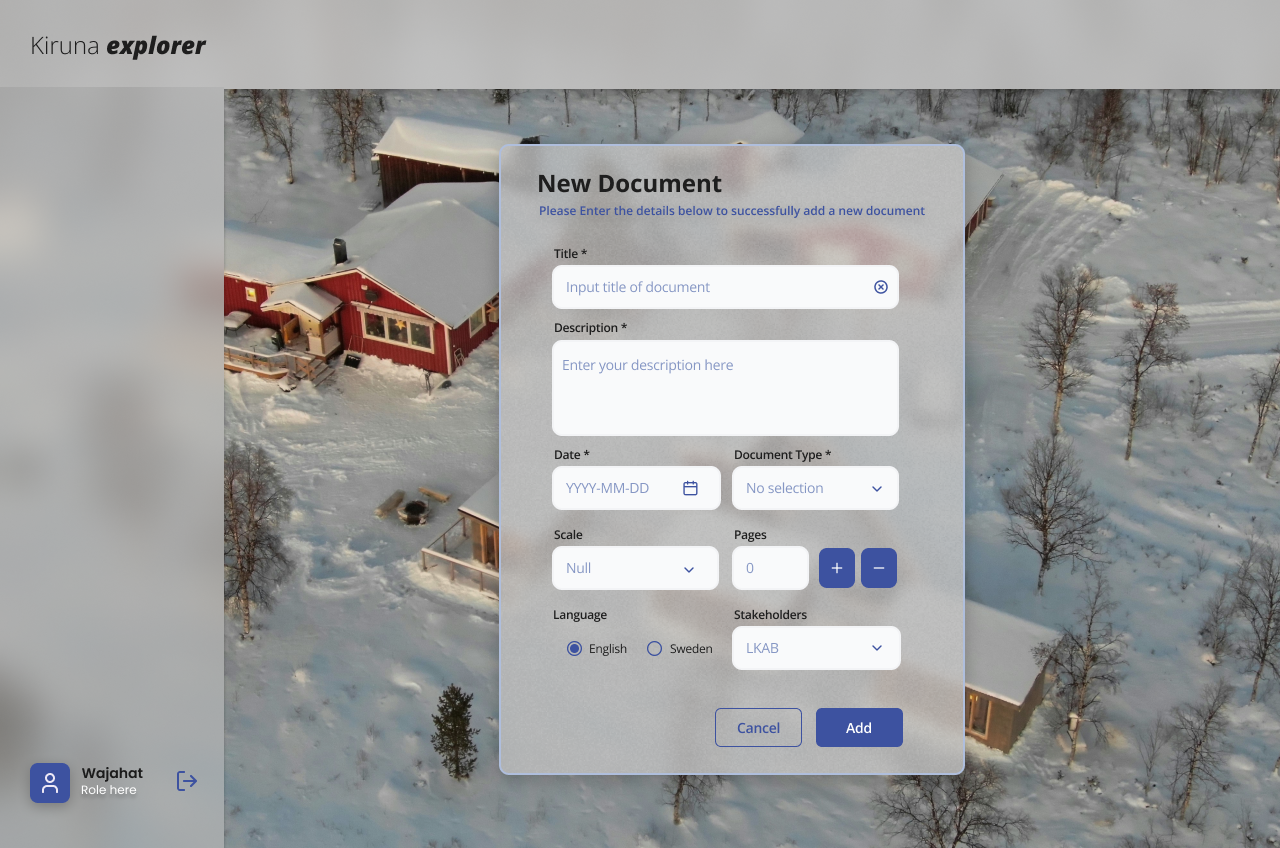 Kiruna explorer
New Document
Please Enter the details below to successfully add a new document
Title *
Input title of document
Description *
Enter your description here
Date *
Document Type *
YYYY-MM-DD
No selection
Scale
Pages
Null
0
+
−
Language
Stakeholders
English
Sweden
LKAB
Cancel
Add
Wajahat
Role here